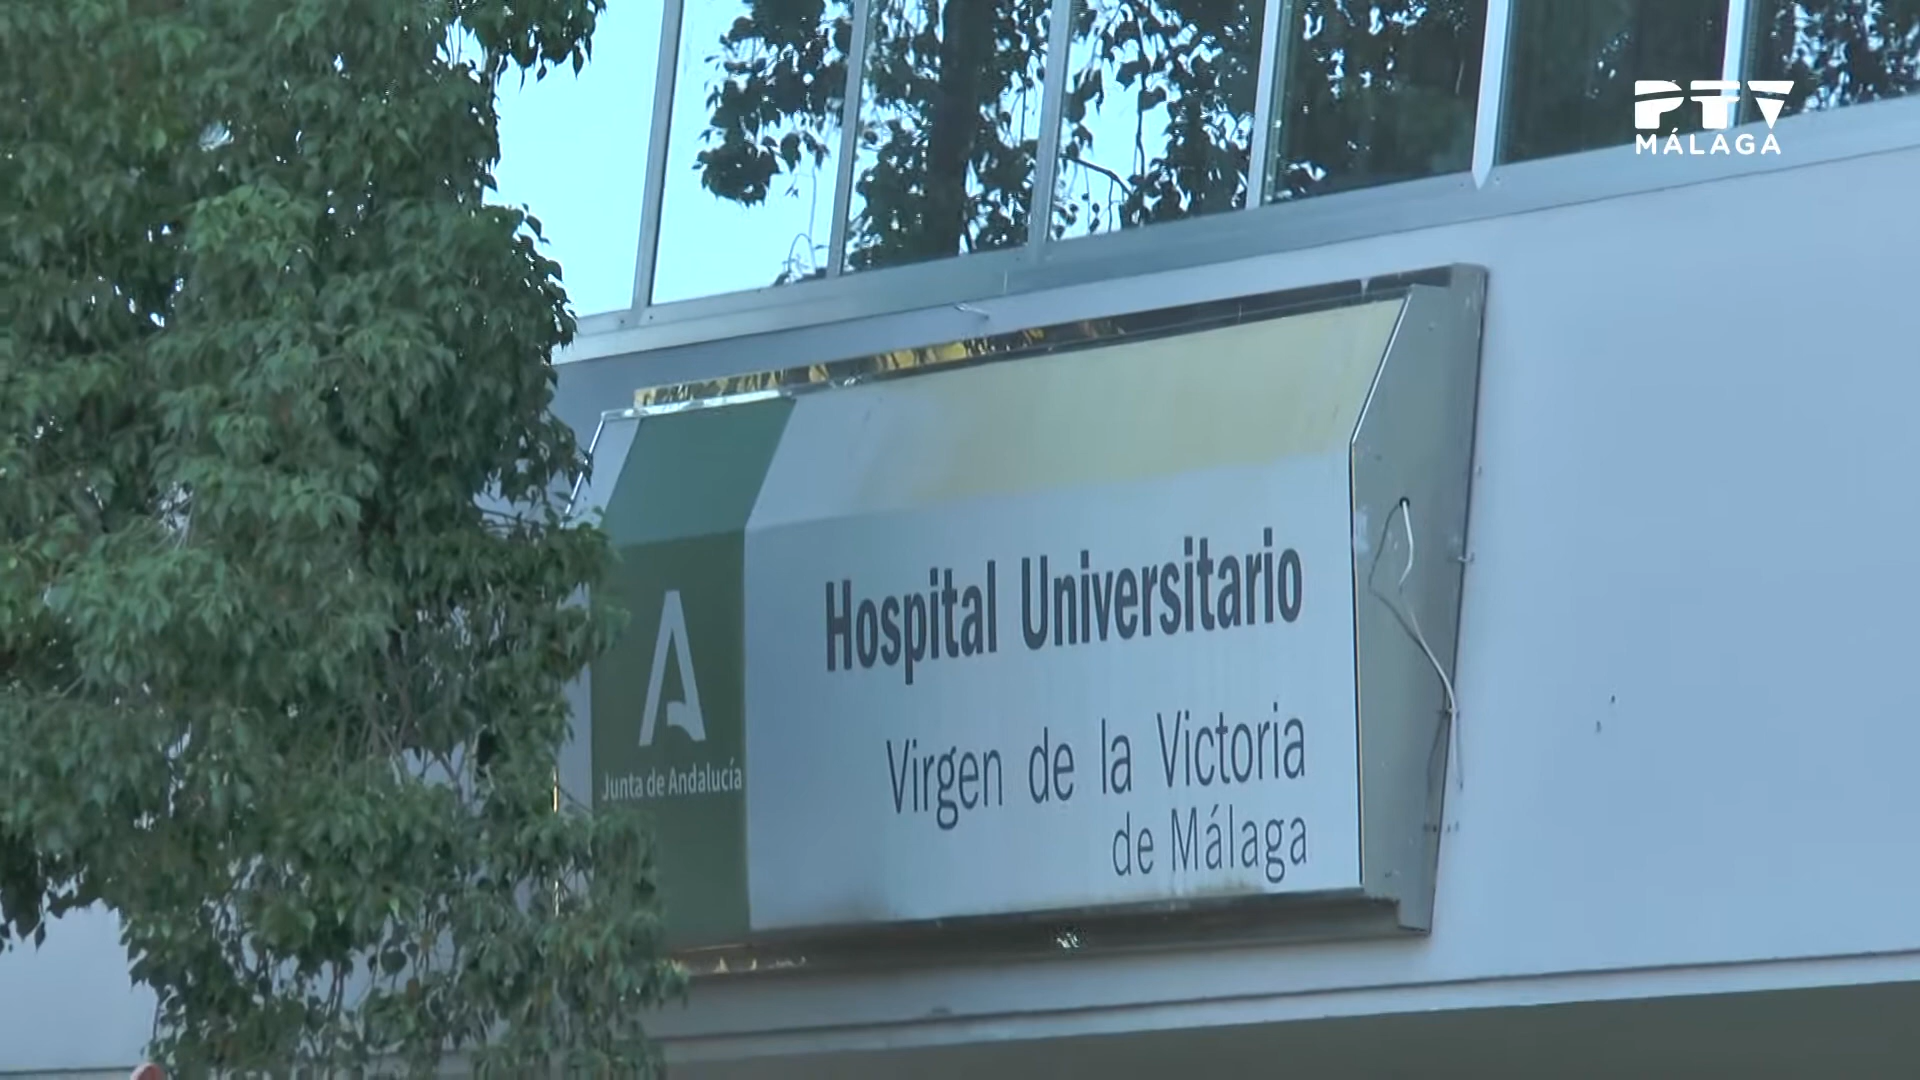 PTV
MÁLAGA
Hospital Universitario
Virgen de la Victoria
de Málaga
Junta de Andalucía